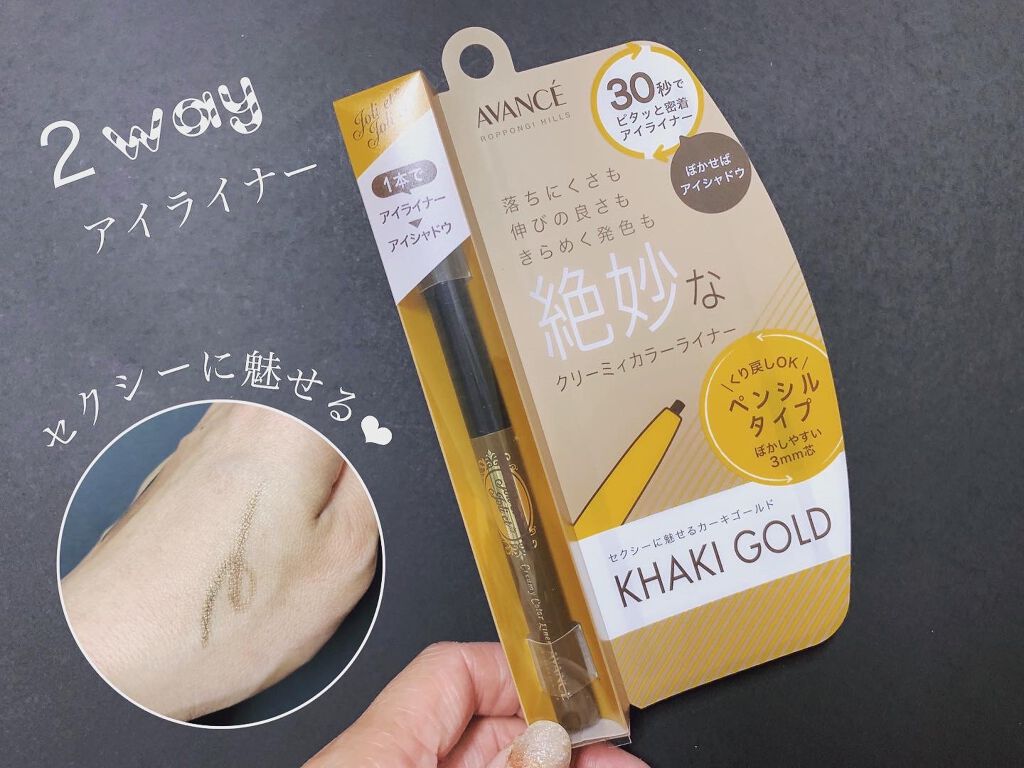 2way
アイライナー
セクシーに魅せる❤
Joli et
Joli et
1本で
アイライナー
アイシャドウ
AVANCÉ
ROPPONGI HILLS
30秒で
ピタッと密着
アイライナー
ぼかせば
アイシャドウ
落ちにくさも
伸びの良さも
きらめく発色も
絶妙な
クリーミィカラーライナー
\くり戻しOK/
ペンシル
タイプ
ぼかしやすい
3mm芯
セクシーに魅せるカーキゴールド
KHAKI GOLD
Creamy Color Liner
AVANCÉ